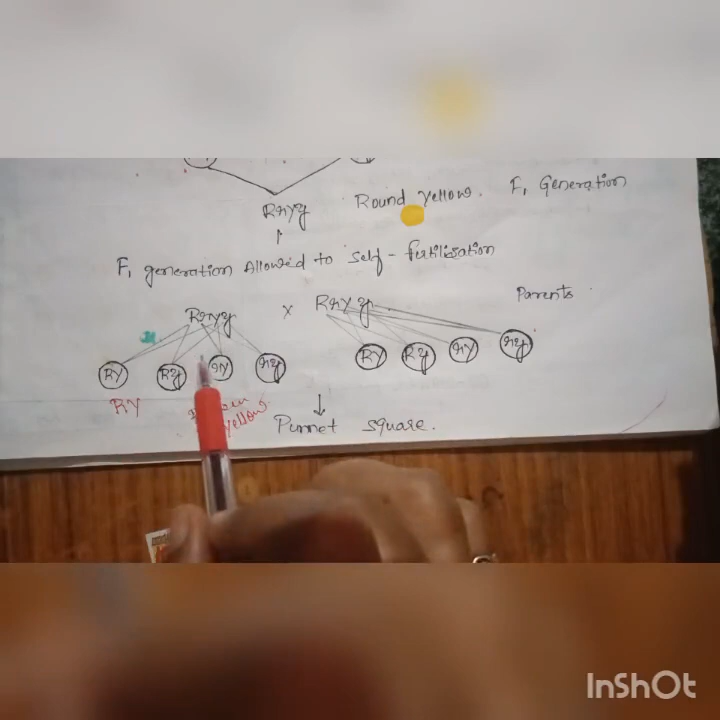 RrYy Round Yellow. F1 Generation
F1 generation Allowed to self-fertilisation
RrYy x RrYy Parents
RY Ry rY ry RY Ry rY ry
RY
yellow
Punnet square.
InShOt